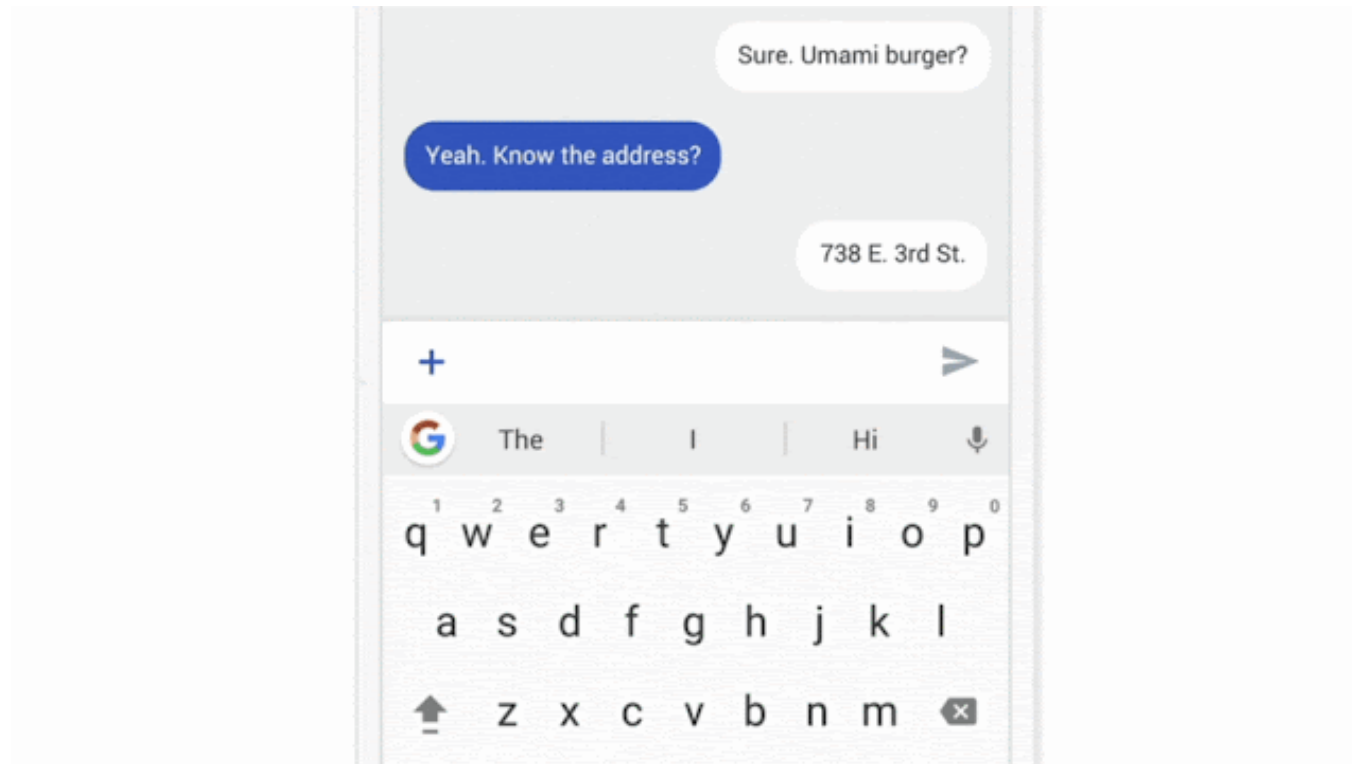 Sure. Umami burger?
Yeah. Know the address?
738 E. 3rd St.
G The I Hi
1 2 3 4 5 6 7 8 9 0
q w e r t y u i o p
a s d f g h j k l
z x c v b n m